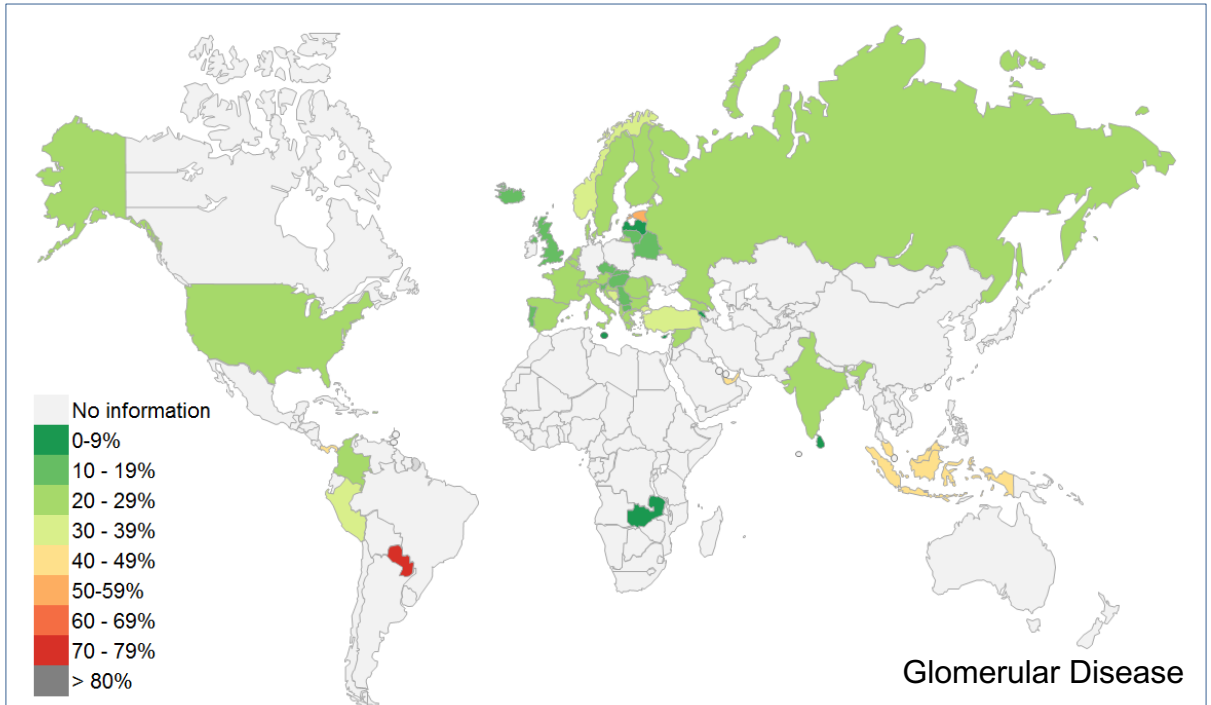 No information
0-9%
10 - 19%
20 - 29%
30 - 39%
40 - 49%
50-59%
60 - 69%
70 - 79%
> 80%
Glomerular Disease